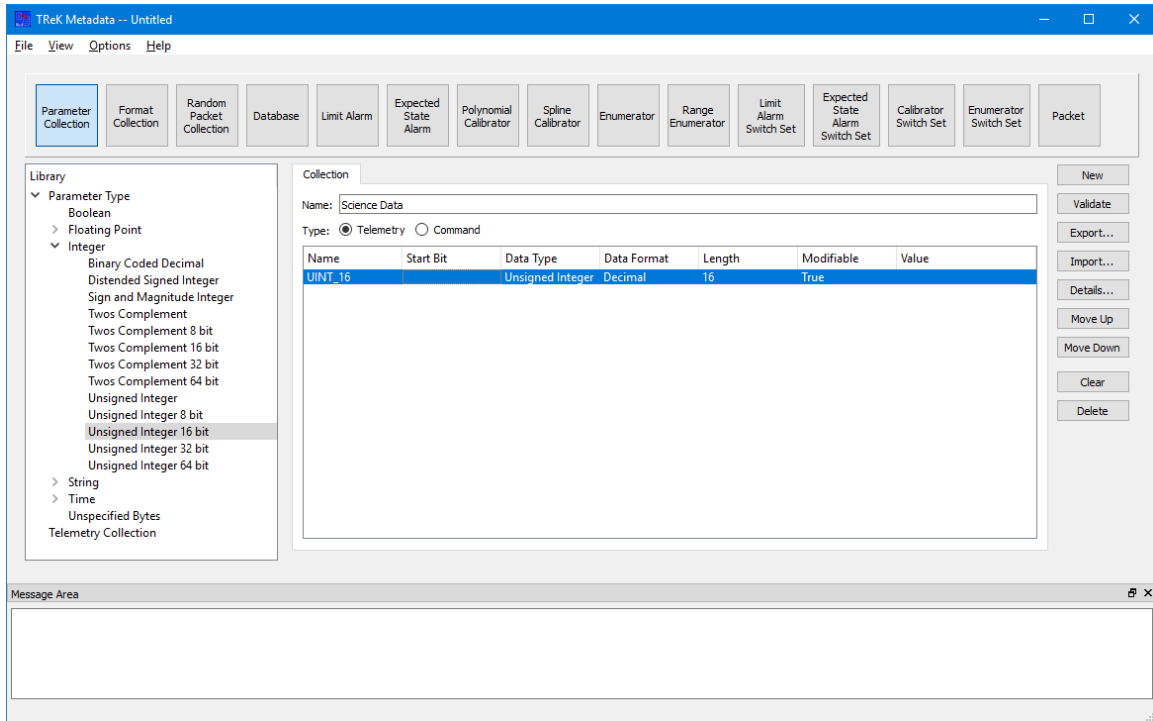 TReK Metadata -- Untitled
File View Options Help
Parameter Collection
Format Collection
Random Packet Collection
Database
Limit Alarm
Expected State Alarm
Polynomial Calibrator
Spline Calibrator
Enumerator
Range Enumerator
Limit Alarm Switch Set
Expected State Alarm Switch Set
Calibrator Switch Set
Enumerator Switch Set
Packet
Library
Parameter Type
Boolean
Floating Point
Integer
Binary Coded Decimal
Distended Signed Integer
Sign and Magnitude Integer
Twos Complement
Twos Complement 8 bit
Twos Complement 16 bit
Twos Complement 32 bit
Twos Complement 64 bit
Unsigned Integer
Unsigned Integer 8 bit
Unsigned Integer 16 bit
Unsigned Integer 32 bit
Unsigned Integer 64 bit
String
Time
Unspecified Bytes
Telemetry Collection
Collection
Name: Science Data
Type: Telemetry Command
Name Start Bit Data Type Data Format Length Modifiable Value
UINT_16 Unsigned Integer Decimal 16 True
New
Validate
Export...
Import...
Details...
Move Up
Move Down
Clear
Delete
Message Area